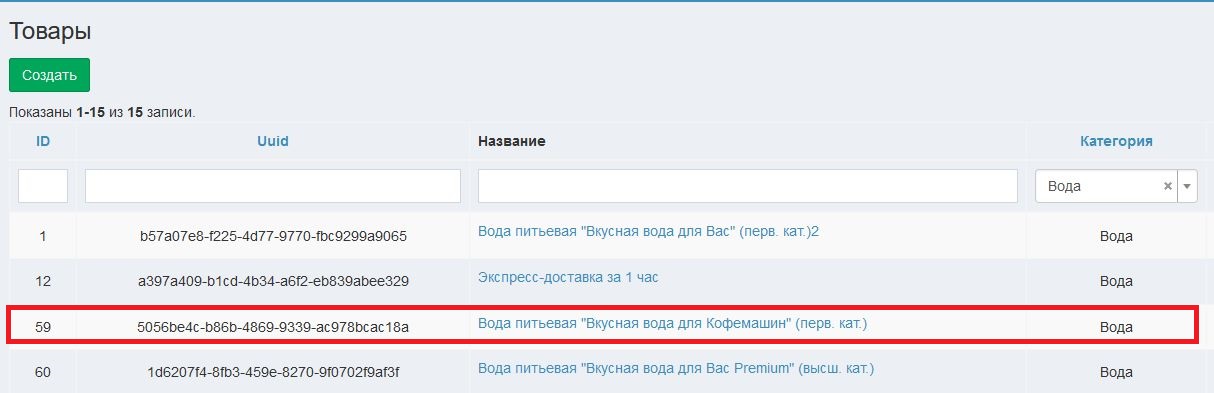 Товары
Создать
Показаны 1-15 из 15 записи.
ID Uuid Название Категория
Вода × 
1 b57a07e8-f225-4d77-9770-fbc9299a9065 Вода питьевая "Вкусная вода для Вас" (перв. кат.)2 Вода
12 a397a409-b1cd-4b34-a6f2-eb839abee329 Экспресс-доставка за 1 час Вода
59 5056be4c-b86b-4869-9339-ac978bcac18a Вода питьевая "Вкусная вода для Кофемашин" (перв. кат.) Вода
60 1d6207f4-8fb3-459e-8270-9f0702f9af3f Вода питьевая "Вкусная вода для Вас Premium" (высш. кат.) Вода